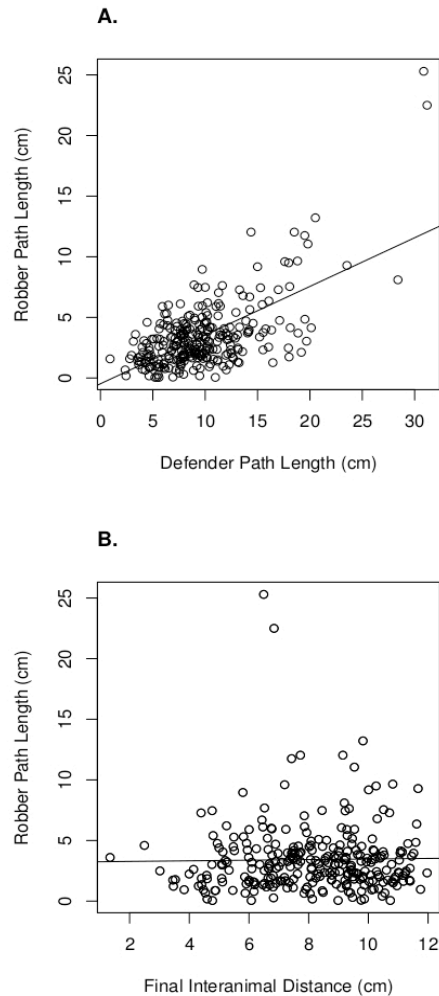 A.
25
20
15
10
5
0
Robber Path Length (cm)
0 5 10 15 20 25 30
Defender Path Length (cm)
B.
25
20
15
10
5
0
Robber Path Length (cm)
2 4 6 8 10 12
Final Interanimal Distance (cm)